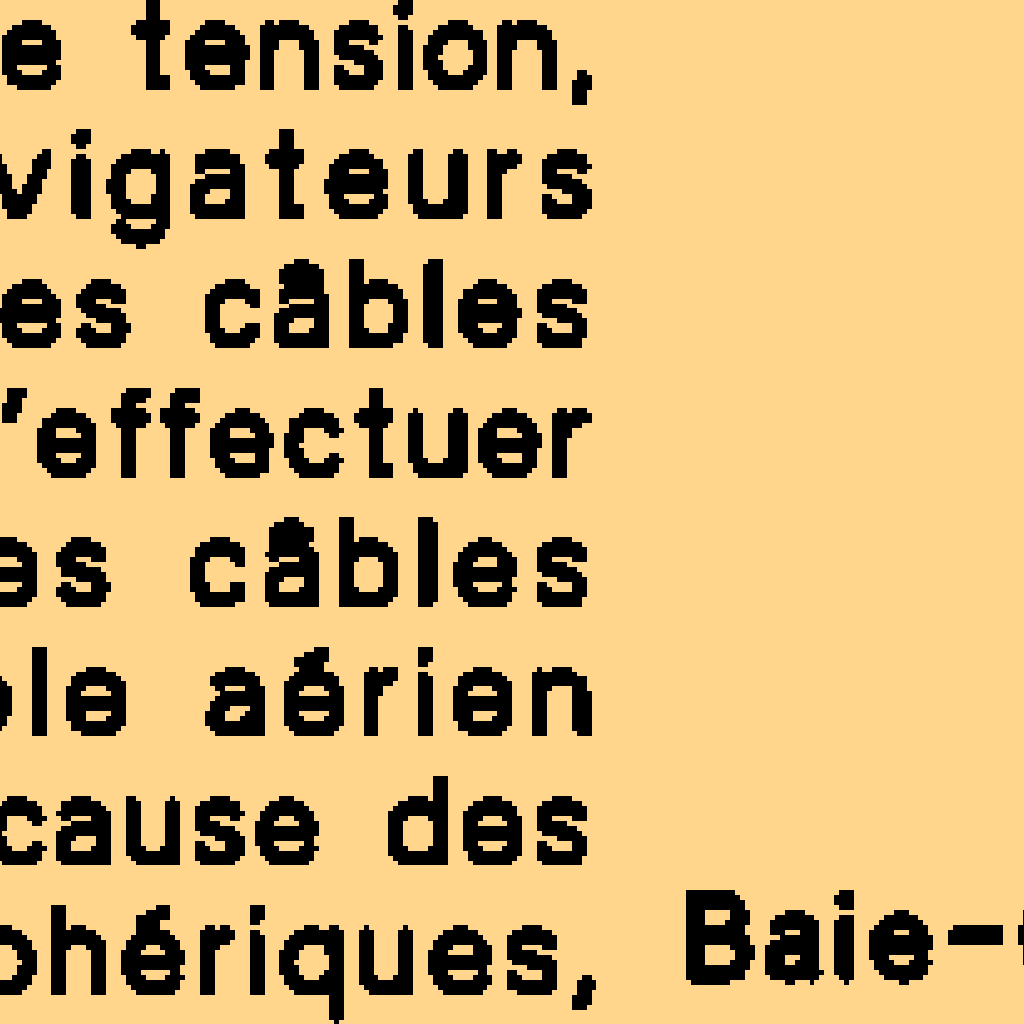 e tension,
vigateurs
es câbles
'effectuer
es câbles
ole aérien
cause des
phériques,
Baie-